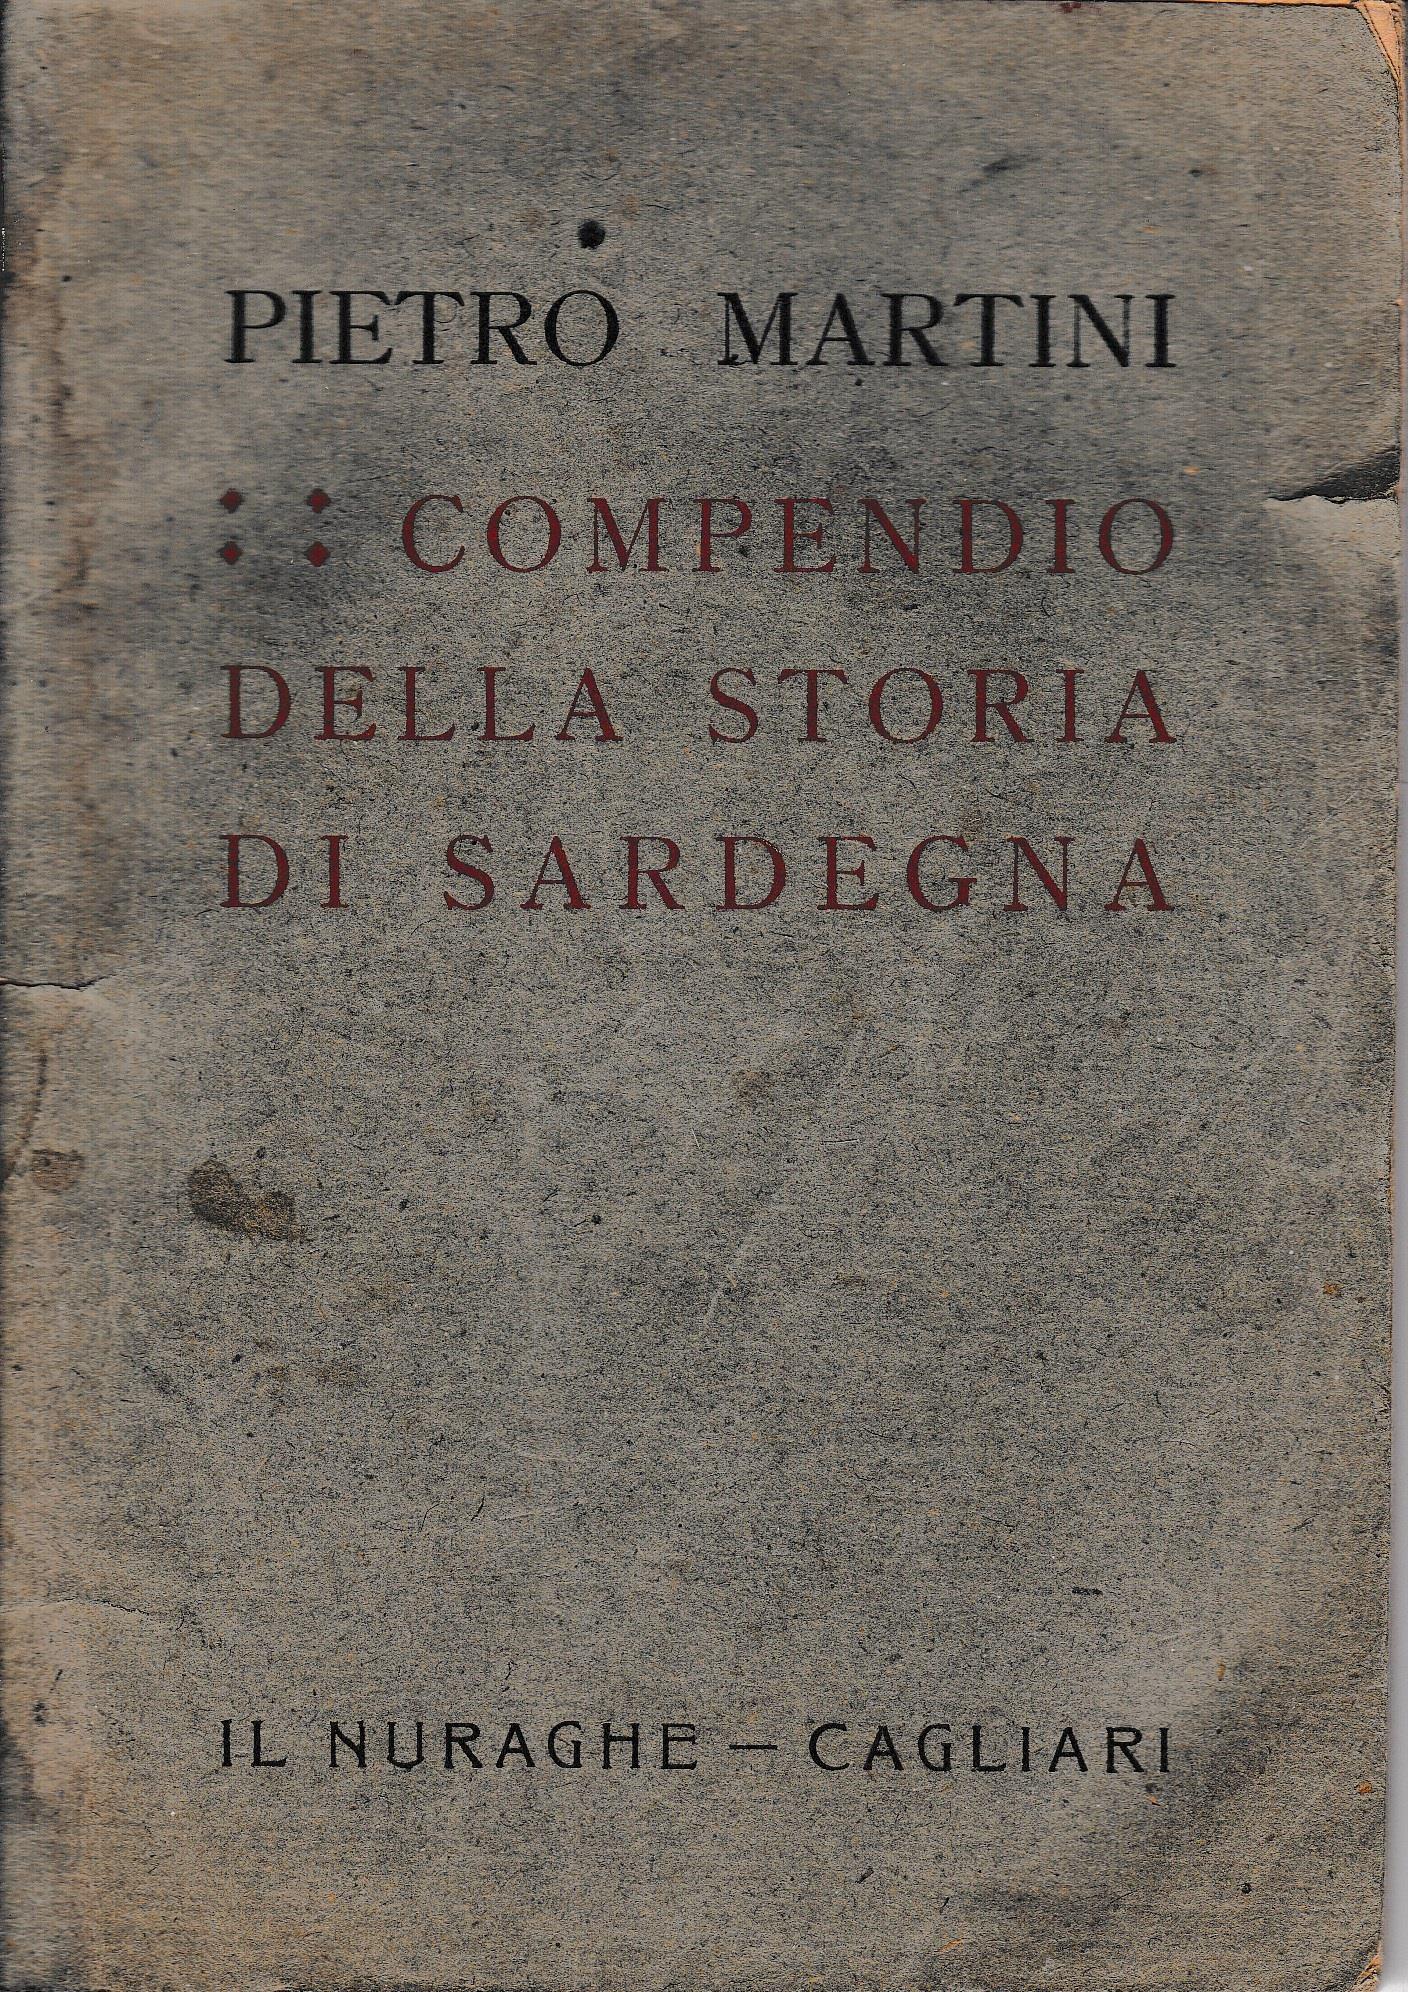 PIETRO MARTINI
COMPENDIO
DELLA STORIA
DI SARDEGNA
IL NURAGHE — CAGLIARI